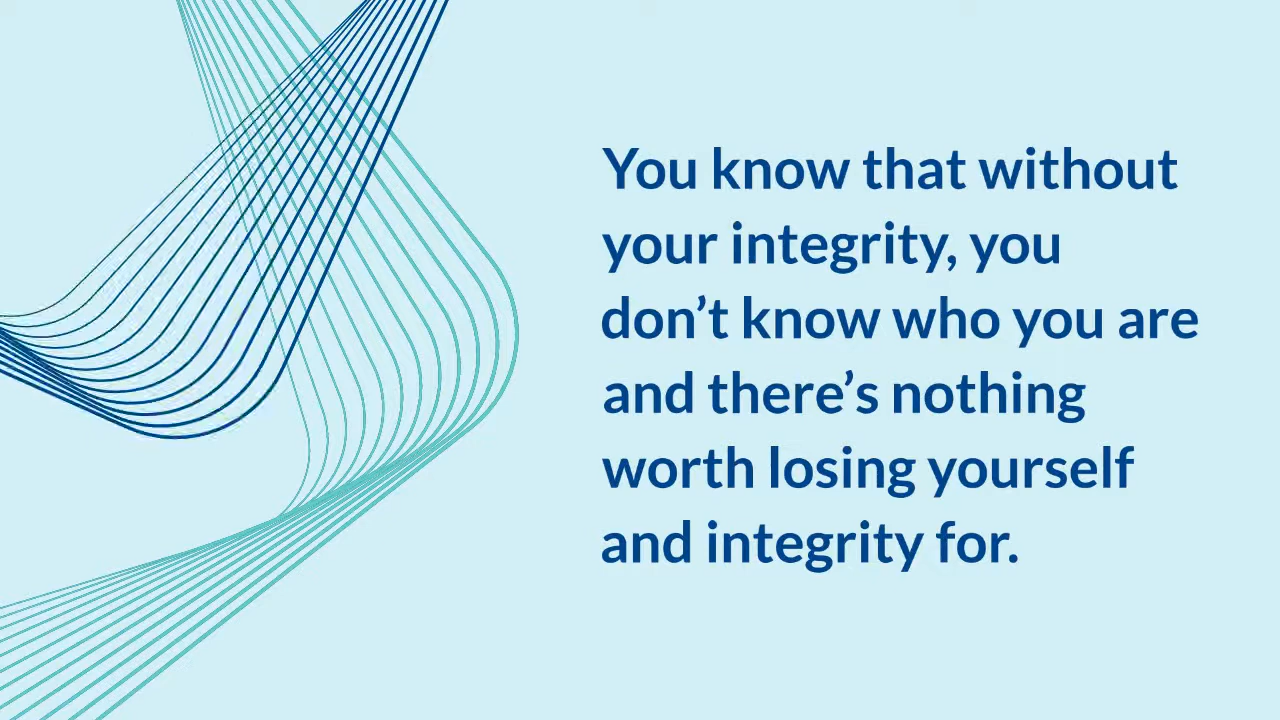 You know that without
your integrity, you
don’t know who you are
and there’s nothing
worth losing yourself
and integrity for.